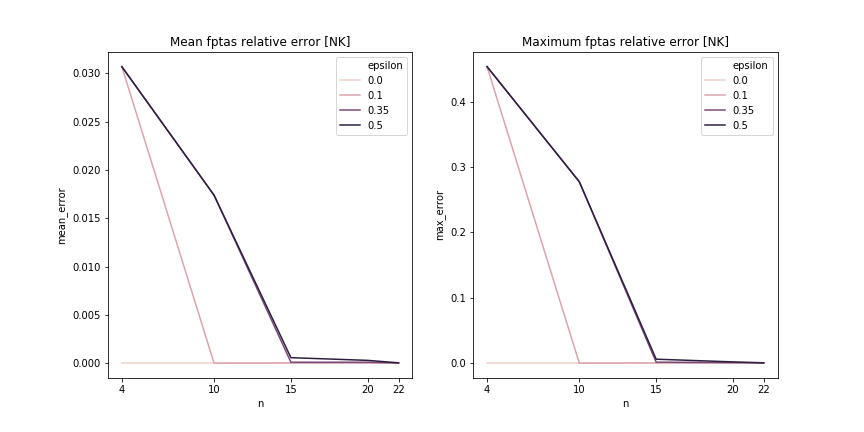 Mean fptas relative error [NK]
mean_error
0.030
0.025
0.020
0.015
0.010
0.005
0.000
epsilon
0.0
0.1
0.35
0.5
4 10 15 20 22
n
Maximum fptas relative error [NK]
max_error
0.4
0.3
0.2
0.1
0.0
epsilon
0.0
0.1
0.35
0.5
4 10 15 20 22
n